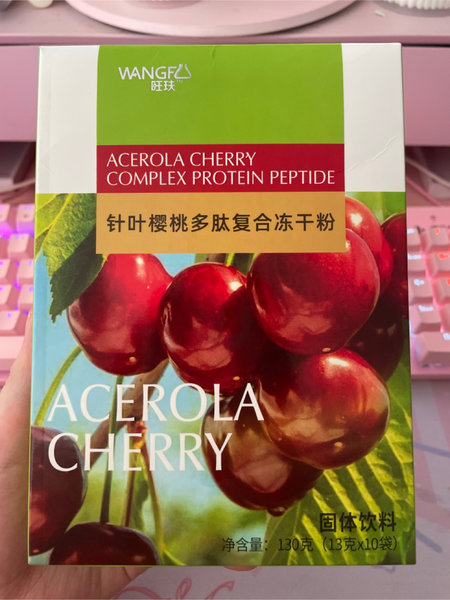 WANGFU
旺玞
ACEROLA CHERRY
COMPLEX PROTEIN PEPTIDE
针叶樱桃多肽复合冻干粉
ACEROLA
CHERRY
固体饮料
净含量: 130克 (13克x10袋)